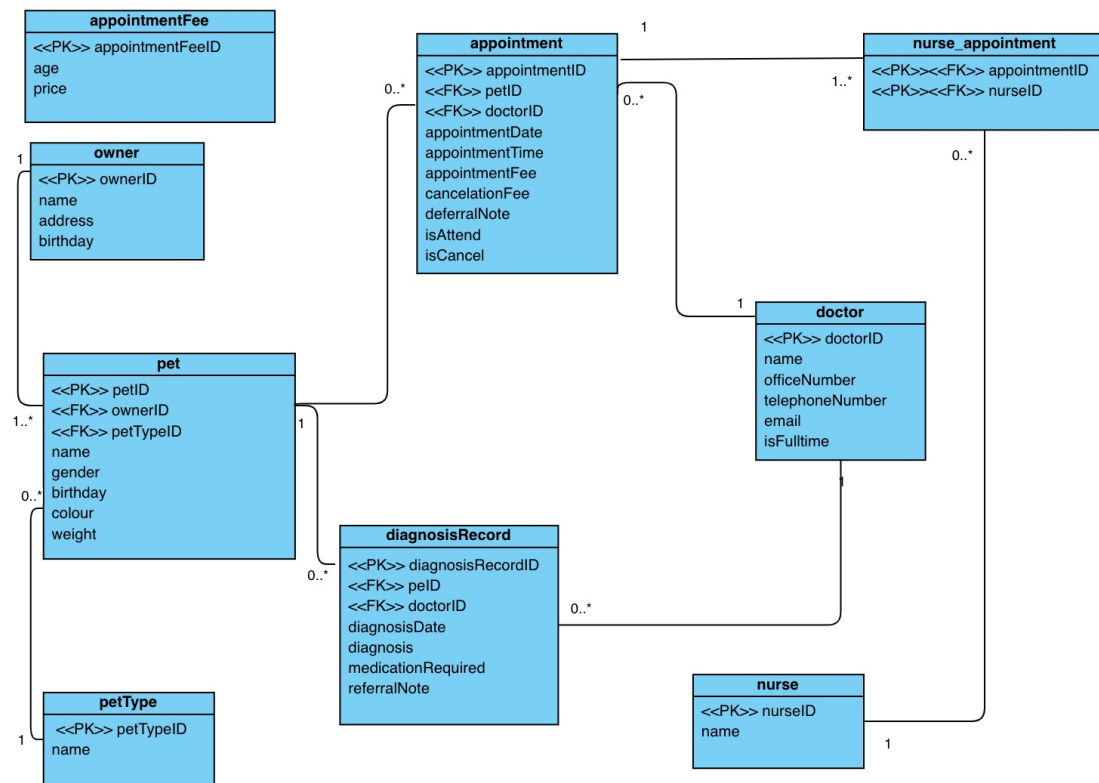 appointmentFee
<<PK>> appointmentFeeID
age
price
owner
<<PK>> ownerID
name
address
birthday
1
1..*
pet
<<PK>> petID
<<FK>> ownerID
<<FK>> petTypeID
name
gender
birthday
colour
weight
0..*
1
petType
<<PK>> petTypeID
name
1
0..*
appointment
<<PK>> appointmentID
<<FK>> petID
<<FK>> doctorID
appointmentDate
appointmentTime
appointmentFee
cancelationFee
deferralNote
isAttend
isCancel
0..*
1
1..*
nurse_appointment
<<PK>><<FK>> appointmentID
<<PK>><<FK>> nurseID
0..*
1
doctor
<<PK>> doctorID
name
officeNumber
telephoneNumber
email
isFulltime
1
0..*
diagnosisRecord
<<PK>> diagnosisRecordID
<<FK>> peID
<<FK>> doctorID
diagnosisDate
diagnosis
medicationRequired
referralNote
0..*
nurse
<<PK>> nurseID
name
1